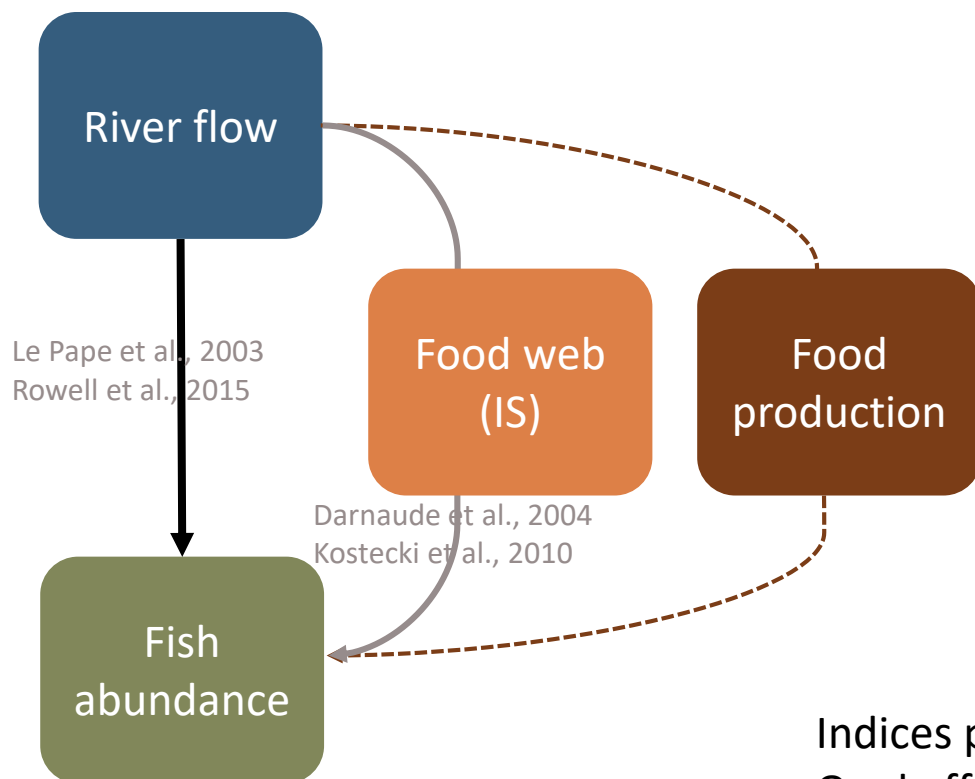 River flow
Le Pape et al., 2003
Rowell et al., 2015
Food web
(IS)
Food
production
Darnaude et al., 2004
Kostecki et al., 2010
Fish
abundance
Indices